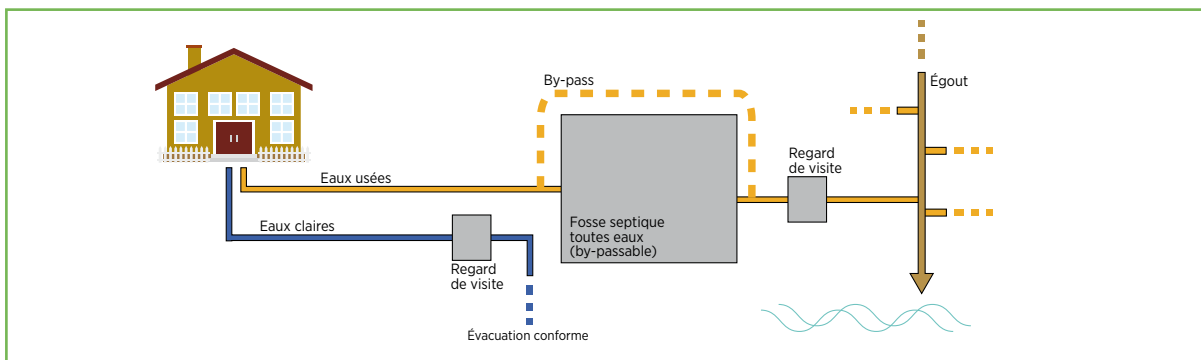 By-pass
Égout
Regard
de visite
Eaux usées
Eaux claires
Fosse septique
toutes eaux
(by-passable)
Regard
de visite
Évacuation conforme